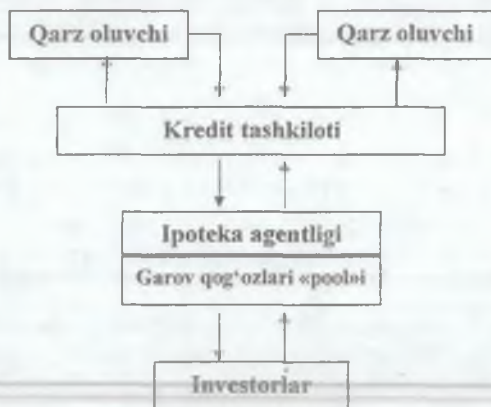 Qarz oluvchi
Qarz oluvchi
Kredit tashkiloti
Ipoteka agentligi
Garov qog‘ozlari «pool»i
Investorlar